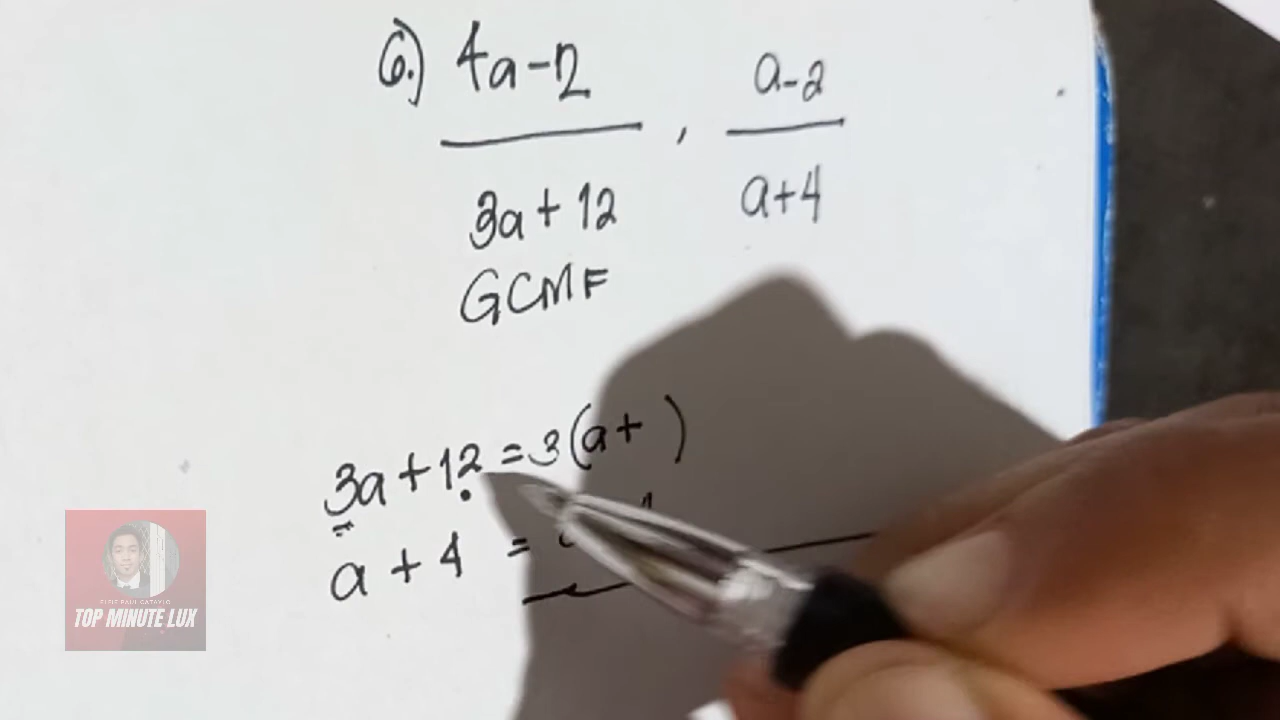 6.) 4a-12 , a-2
3a+12 a+4
GCMF
3a+12 = 3(a+ )
a+4 =
TOP MINUTE LUX